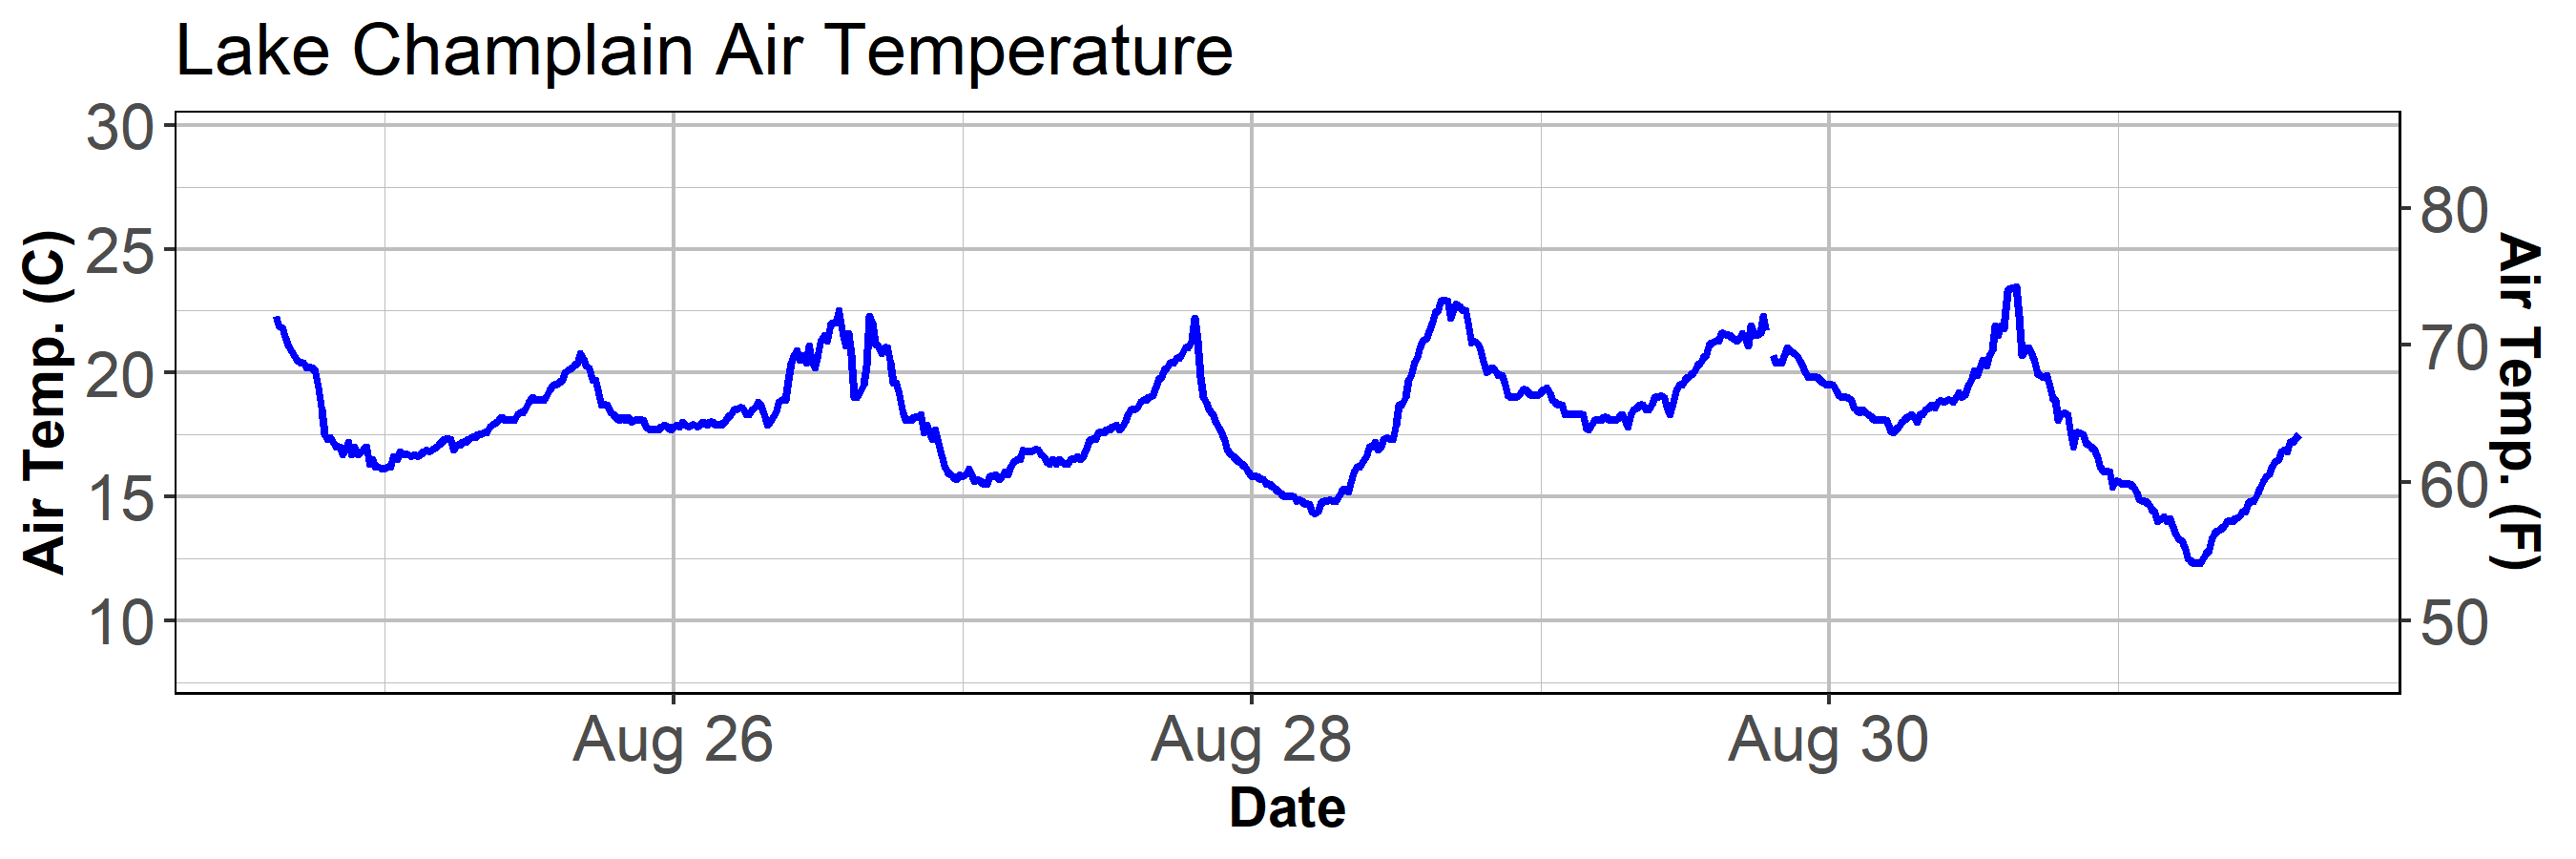 Lake Champlain Air Temperature
30
25
20
15
10
Air Temp. (C)
80
70
60
50
Air Temp. (F)
Aug 26 Aug 28 Aug 30
Date